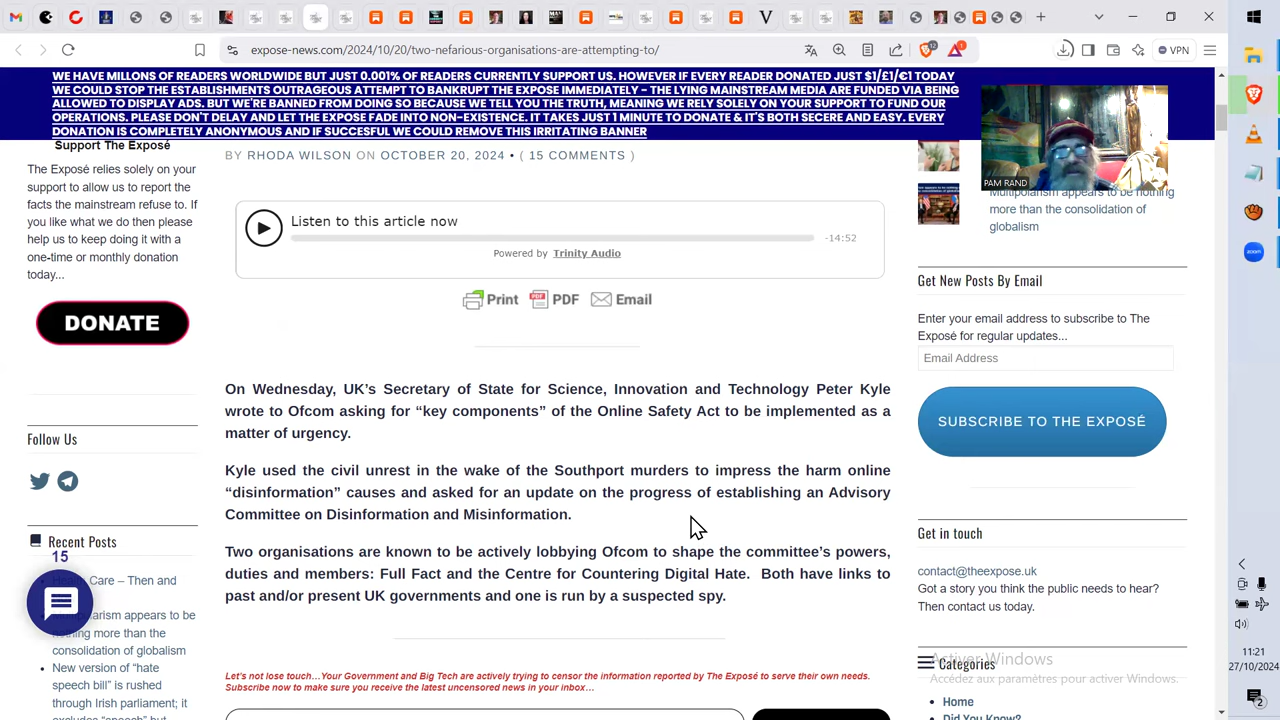 expose-news.com/2024/10/20/two-nefarious-organisations-are-attempting-to/
12
1
VPN
WE HAVE MILLONS OF READERS WORLDWIDE BUT JUST 0.001% OF READERS CURRENTLY SUPPORT US. HOWEVER IF EVERY READER DONATED JUST $1/£1/€1 TODAY
WE COULD STOP THE ESTABLISHMENTS OUTRAGEOUS ATTEMPT TO BANKRUPT THE EXPOSE IMMEDIATELY - THE LYING MAINSTREAM MEDIA ARE FUNDED VIA BEING
ALLOWED TO DISPLAY ADS. BUT WE'RE BANNED FROM DOING SO BECAUSE WE TELL YOU THE TRUTH, MEANING WE RELY SOLELY ON YOUR SUPPORT TO FUND OUR
OPERATIONS. PLEASE DON'T DELAY AND LET THE EXPOSE FADE INTO NON-EXISTENCE. IT TAKES JUST 1 MINUTE TO DONATE & IT'S BOTH SECERE AND EASY. EVERY
DONATION IS COMPLETELY ANONYMOUS AND IF SUCCESFUL WE COULD REMOVE THIS IRRITATING BANNER
Support The Exposé
The Exposé relies solely on your
support to allow us to report the
facts the mainstream refuse to. If
you like what we do then please
help us to keep doing it with a
one-time or monthly donation
today...
DONATE
Follow Us
Recent Posts
15
Health Care – Then and
Multipolarism appears to be
nothing more than the
consolidation of globalism
New version of “hate
speech bill” is rushed
through Irish parliament; it
excludes “speech” but
BY RHODA WILSON ON OCTOBER 20, 2024 • ( 15 COMMENTS )
Listen to this article now
-14:52
Powered by Trinity Audio
Print PDF Email
On Wednesday, UK’s Secretary of State for Science, Innovation and Technology Peter Kyle
wrote to Ofcom asking for “key components” of the Online Safety Act to be implemented as a
matter of urgency.
Kyle used the civil unrest in the wake of the Southport murders to impress the harm online
“disinformation” causes and asked for an update on the progress of establishing an Advisory
Committee on Disinformation and Misinformation.
Two organisations are known to be actively lobbying Ofcom to shape the committee’s powers,
duties and members: Full Fact and the Centre for Countering Digital Hate. Both have links to
past and/or present UK governments and one is run by a suspected spy.
Let’s not lose touch…Your Government and Big Tech are actively trying to censor the information reported by The Exposé to serve their own needs.
Subscribe now to make sure you receive the latest uncensored news in your inbox…
PAM RAND
Multipolarism appears to be nothing
more than the consolidation of
globalism
Get New Posts By Email
Enter your email address to subscribe to The
Exposé for regular updates...
Email Address
SUBSCRIBE TO THE EXPOSÉ
Get in touch
contact@theexpose.uk
Got a story you think the public needs to hear?
Then contact us today.
Categories
Home
Did You Know?
Activer Windows
Accédez aux paramètres pour activer Windows.
zoom
11:21
27/10/2024
2